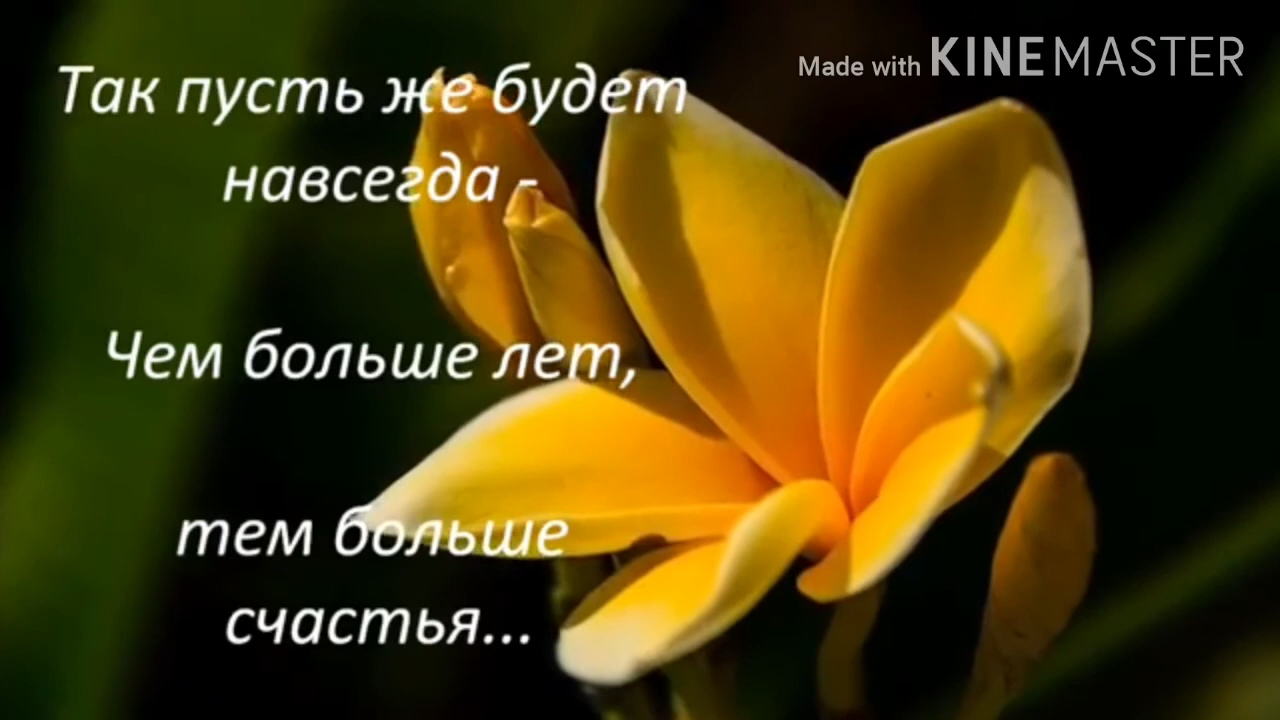 Made with KINEMASTER
Так пусть же будет
навсегда -
Чем больше лет,
тем больше
счастья...